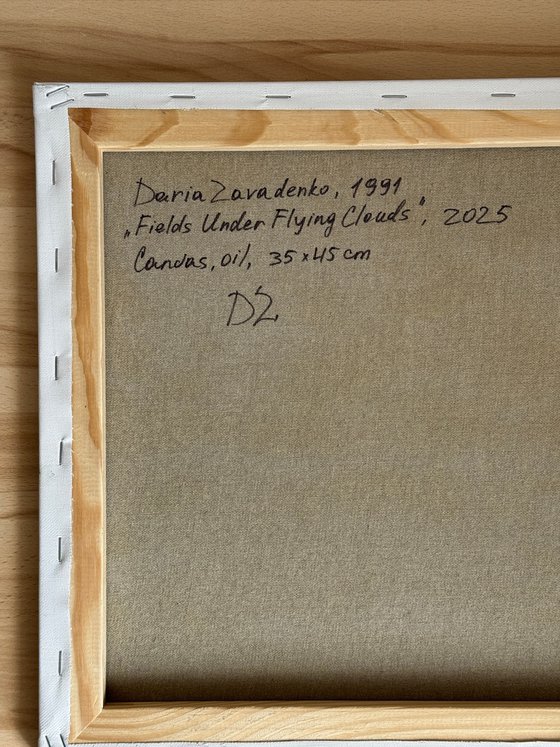 Daria Zavadenko, 1991
„Fields Under Flying Clouds", 2025
Canvas, oil, 35×45 cm
DZ